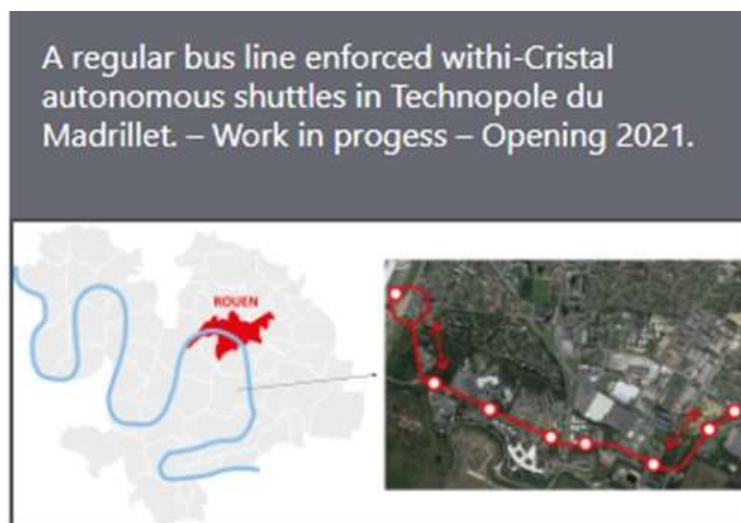 A regular bus line enforced withi-Cristal
autonomous shuttles in Technopole du
Madrillet. – Work in progess – Opening 2021.
ROUEN